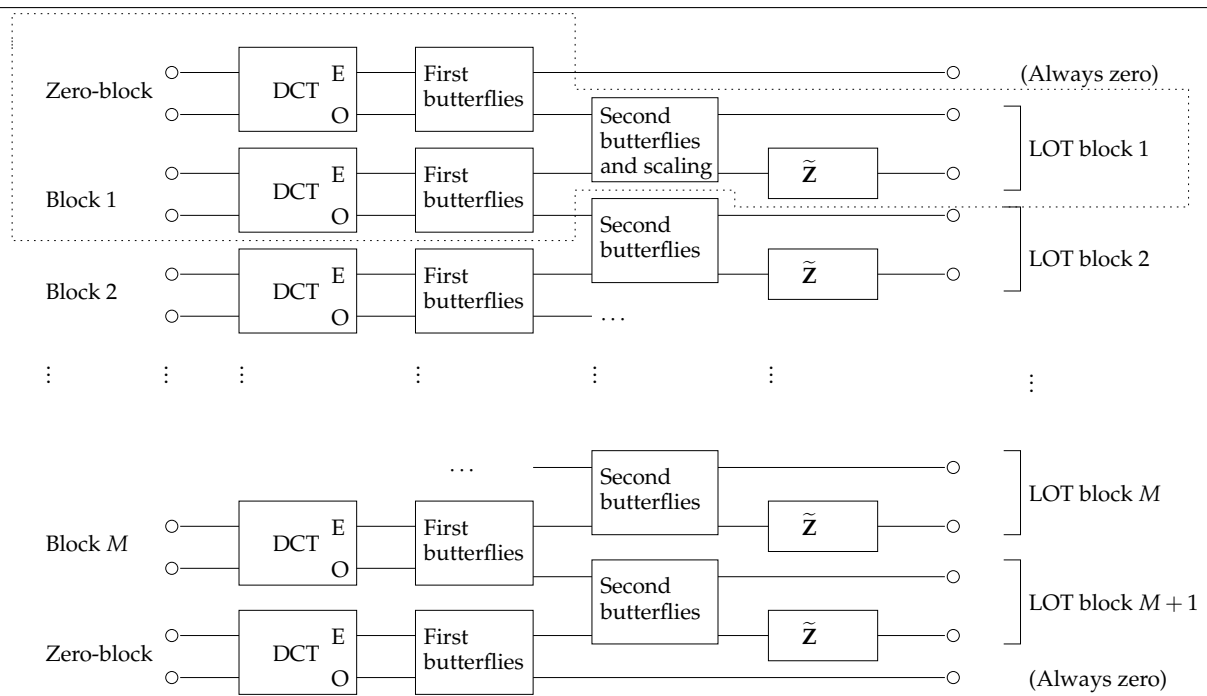 Zero-block
DCT
E
O
First
butterflies
(Always zero)
Second
butterflies
and scaling
LOT block 1
Block 1
DCT
E
O
First
butterflies
Z̃
Second
butterflies
LOT block 2
Block 2
DCT
E
O
First
butterflies
Z̃
...
⋮ ⋮ ⋮ ⋮ ⋮ ⋮ ⋮
...
Second
butterflies
LOT block M
Block M
DCT
E
O
First
butterflies
Z̃
Second
butterflies
LOT block M + 1
Zero-block
DCT
E
O
First
butterflies
Z̃
(Always zero)